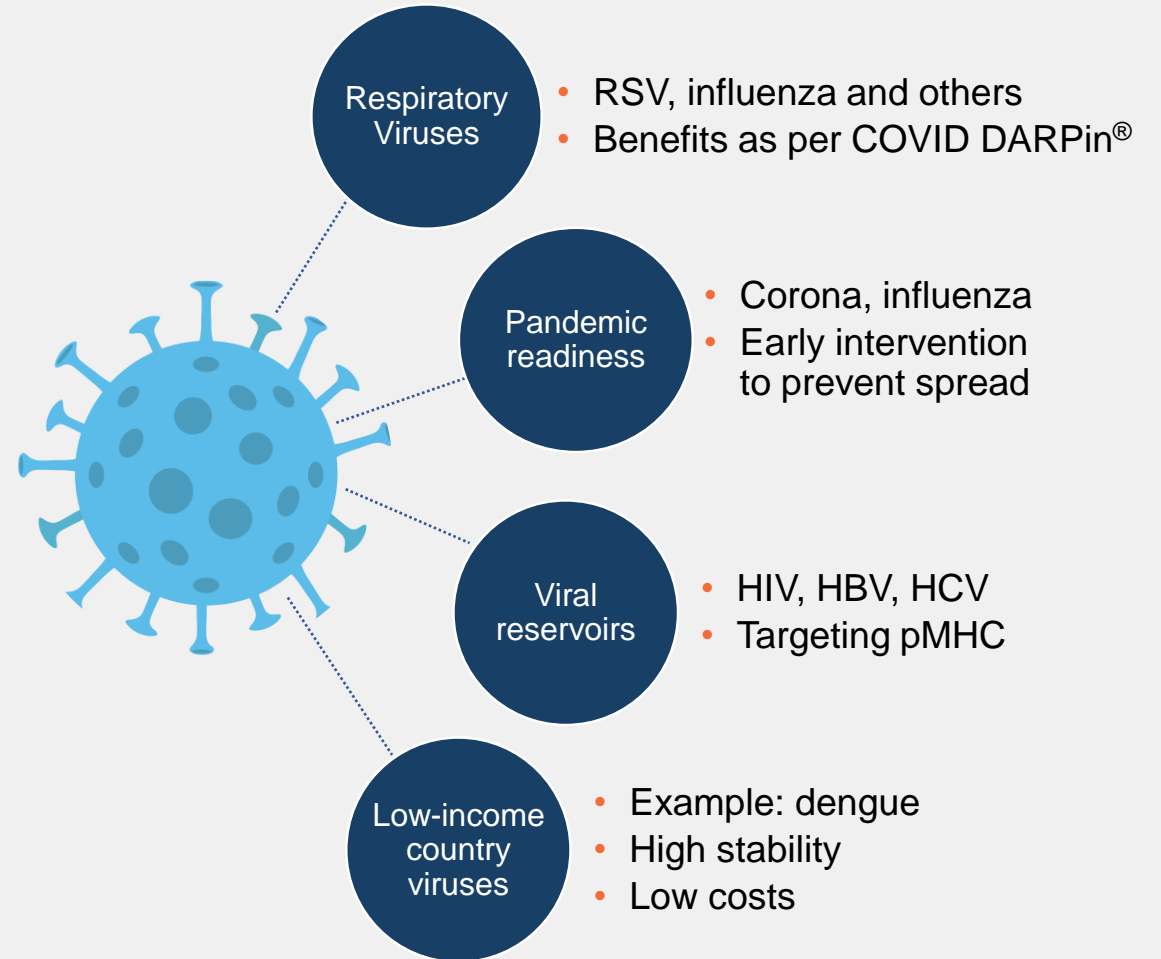 Respiratory
Viruses
• RSV, influenza and others
• Benefits as per COVID DARPin®
Pandemic
readiness
• Corona, influenza
• Early intervention
to prevent spread
Viral
reservoirs
• HIV, HBV, HCV
• Targeting pMHC
Low-income
country
viruses
• Example: dengue
• High stability
• Low costs